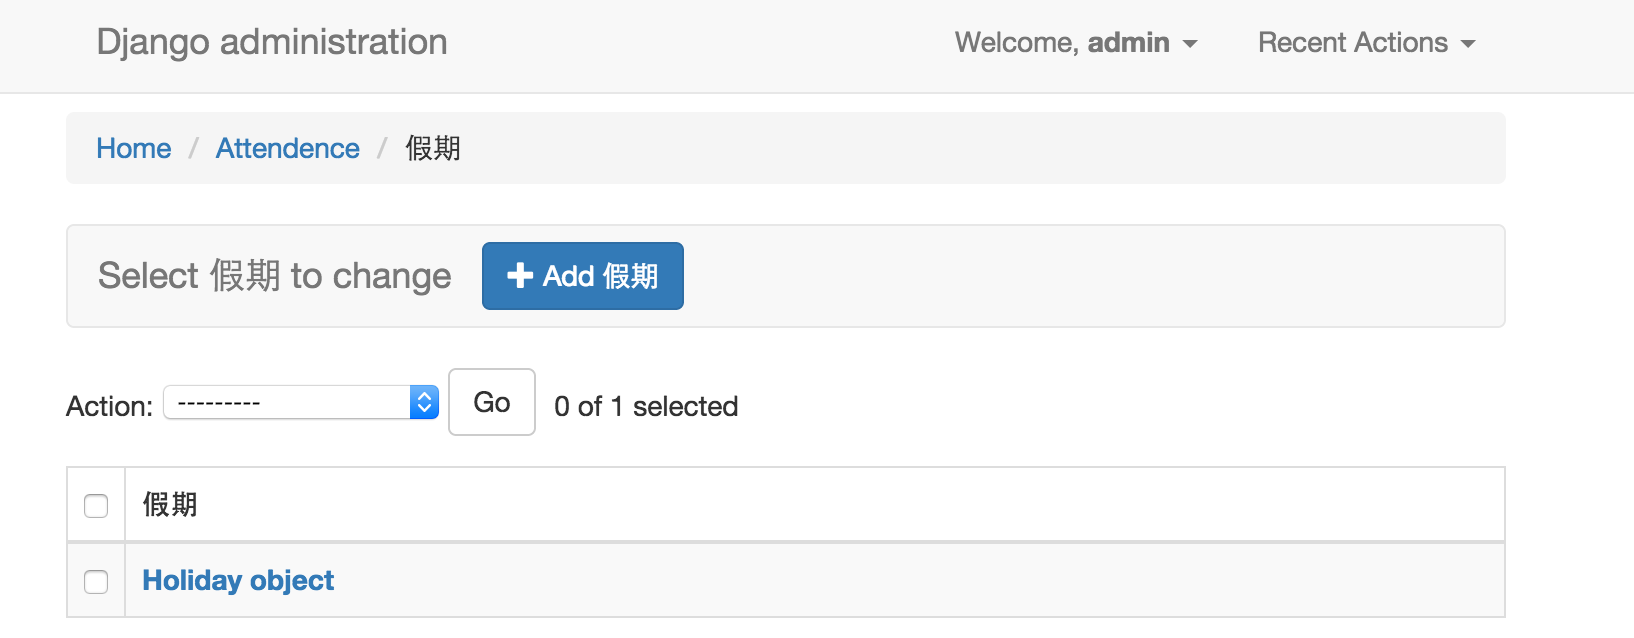 Django administration Welcome, admin Recent Actions
Home / Attendence / 假期
Select 假期 to change + Add 假期
Action: --------- Go 0 of 1 selected
假期
Holiday object